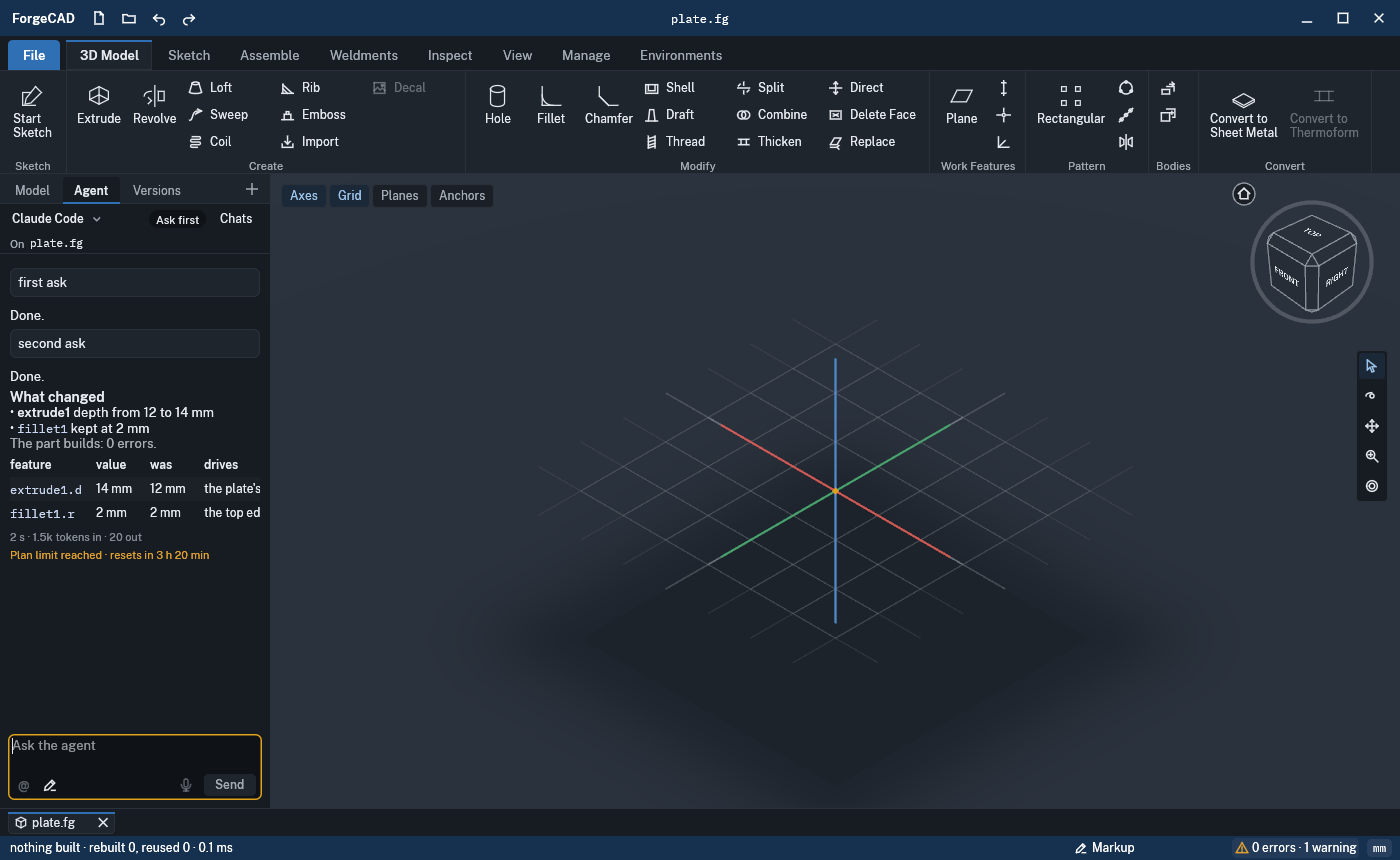 ForgeCAD
plate.fg
File
3D Model
Sketch
Assemble
Weldments
Inspect
View
Manage
Environments
Start
Sketch
Sketch
Extrude
Revolve
Loft
Sweep
Coil
Rib
Emboss
Import
Decal
Create
Hole
Fillet
Chamfer
Shell
Draft
Thread
Split
Combine
Thicken
Direct
Delete Face
Replace
Modify
Plane
Work Features
Rectangular
Pattern
Bodies
Convert to
Sheet Metal
Convert to
Thermoform
Convert
Model
Agent
Versions
Claude Code
Ask first
Chats
On plate.fg
first ask
Done.
second ask
Done.
What changed
• extrude1 depth from 12 to 14 mm
• fillet1 kept at 2 mm
The part builds: 0 errors.
feature value was drives
extrude1.d 14 mm 12 mm the plate's
fillet1.r 2 mm 2 mm the top ed
2 s · 1.5k tokens in · 20 out
Plan limit reached · resets in 3 h 20 min
Ask the agent
@
Send
Axes
Grid
Planes
Anchors
TOP
FRONT
RIGHT
plate.fg
nothing built · rebuilt 0, reused 0 · 0.1 ms
Markup
0 errors · 1 warning
mm